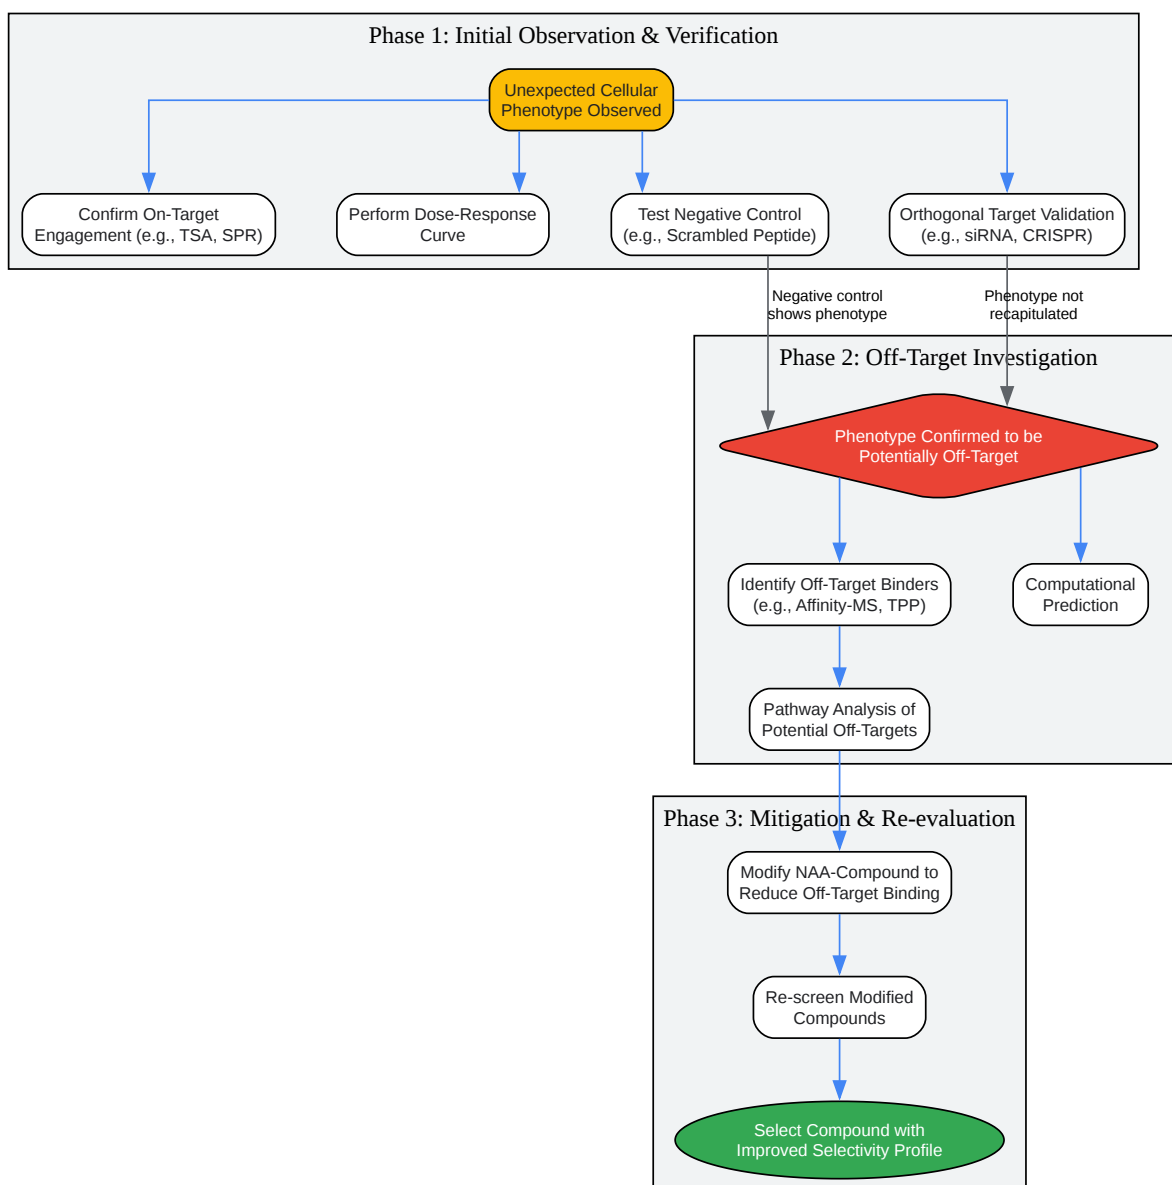 Phase 1: Initial Observation & Verification
Unexpected Cellular
Phenotype Observed
Confirm On-Target
Engagement (e.g., TSA, SPR)
Perform Dose-Response
Curve
Test Negative Control
(e.g., Scrambled Peptide)
Orthogonal Target Validation
(e.g., siRNA, CRISPR)
Negative control
shows phenotype
Phenotype not
recapitulated
Phase 2: Off-Target Investigation
Phenotype Confirmed to be
Potentially Off-Target
Identify Off-Target Binders
(e.g., Affinity-MS, TPP)
Computational
Prediction
Pathway Analysis of
Potential Off-Targets
Phase 3: Mitigation & Re-evaluation
Modify NAA-Compound to
Reduce Off-Target Binding
Re-screen Modified
Compounds
Select Compound with
Improved Selectivity Profile